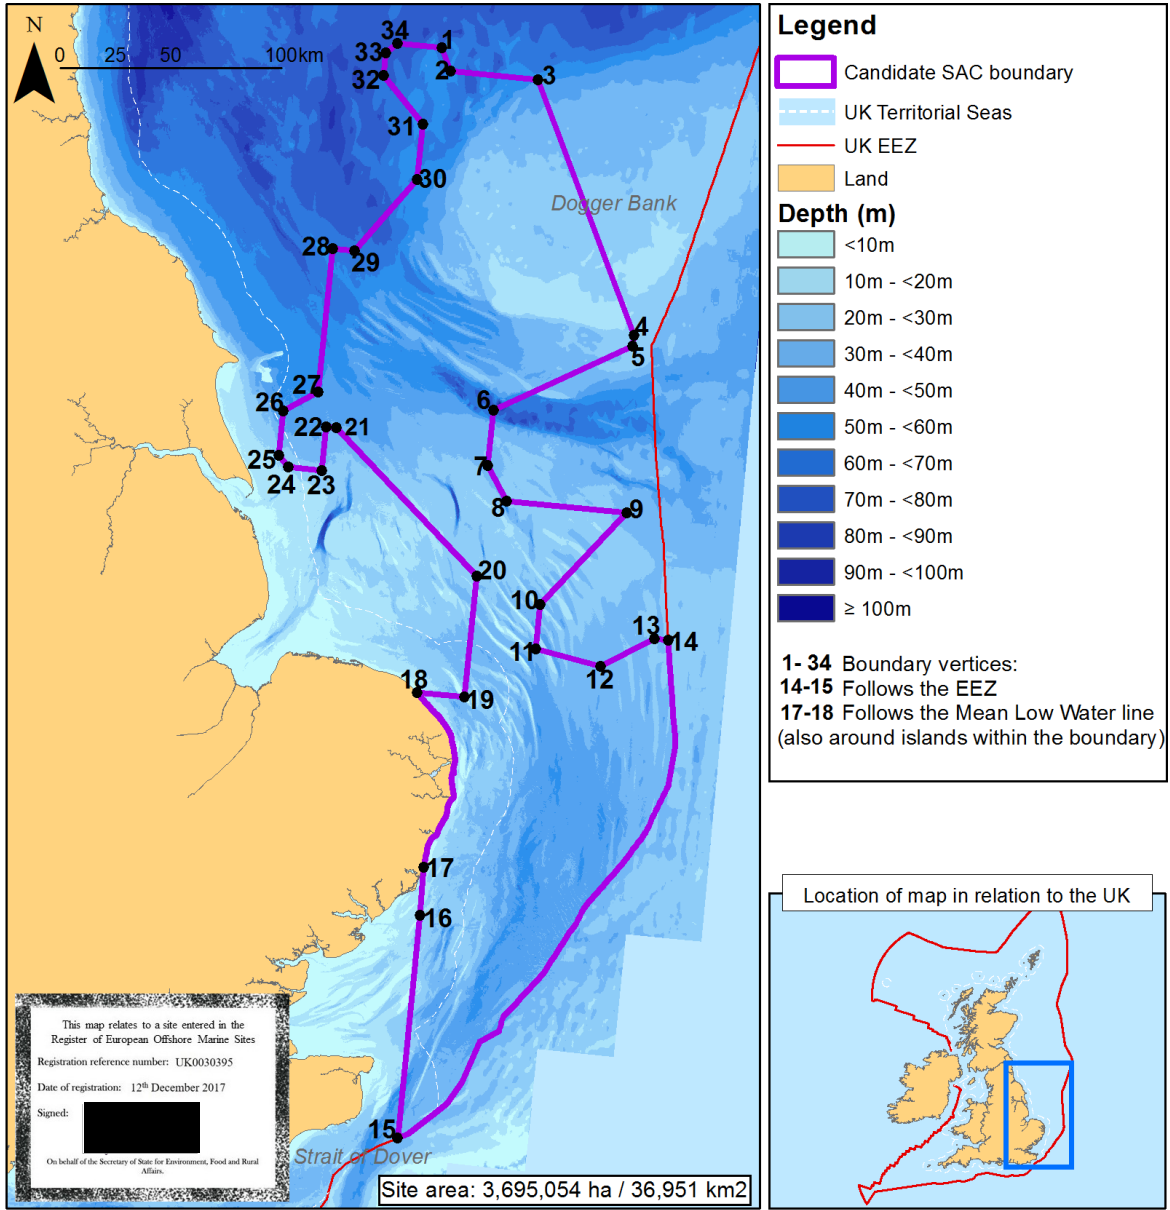 N
0 25 50 100km
34
33
1
32
2
3
31
30
Dogger Bank
28
29
4
5
27
26
6
22
21
25
24
23
7
8
9
20
10
11
13
14
12
18
19
17
16
15
Strait of Dover
This map relates to a site entered in the
Register of European Offshore Marine Sites
Registration reference number: UK0030395
Date of registration: 12th December 2017
Signed:
On behalf of the Secretary of State for Environment, Food and Rural
Affairs.
Site area: 3,695,054 ha / 36,951 km2
Legend
Candidate SAC boundary
UK Territorial Seas
UK EEZ
Land
Depth (m)
<10m
10m - <20m
20m - <30m
30m - <40m
40m - <50m
50m - <60m
60m - <70m
70m - <80m
80m - <90m
90m - <100m
≥ 100m
1- 34 Boundary vertices:
14-15 Follows the EEZ
17-18 Follows the Mean Low Water line
(also around islands within the boundary)
Location of map in relation to the UK